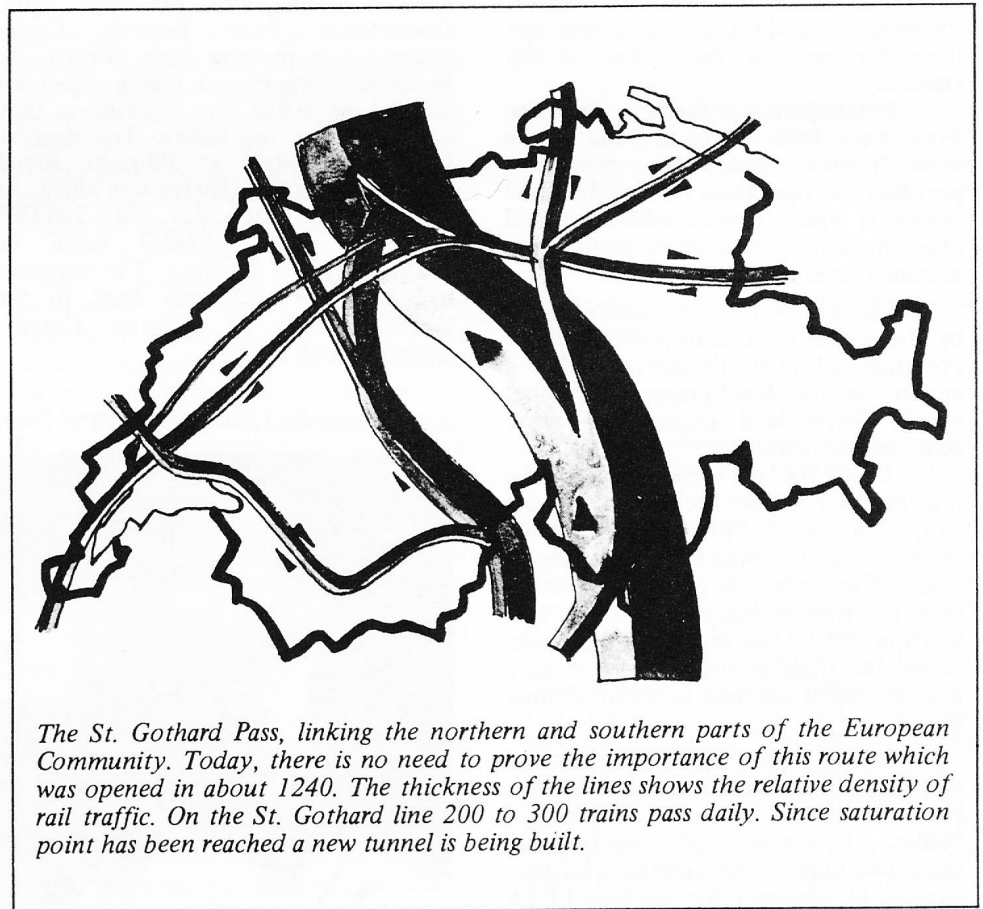 The St. Gothard Pass, linking the northern and southern parts of the European
Community. Today, there is no need to prove the importance of this route which
was opened in about 1240. The thickness of the lines shows the relative density of
rail traffic. On the St. Gothard line 200 to 300 trains pass daily. Since saturation
point has been reached a new tunnel is being built.